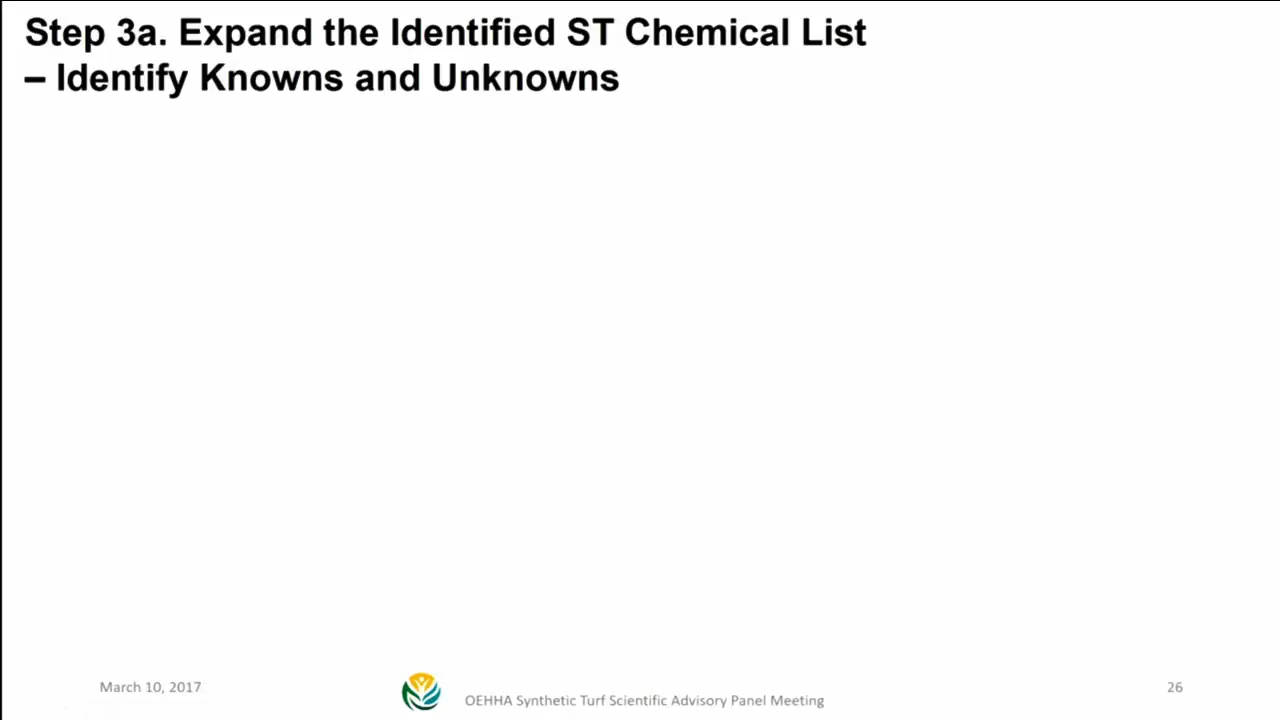 Step 3a. Expand the Identified ST Chemical List
– Identify Knowns and Unknowns
March 10, 2017
OEHHA Synthetic Turf Scientific Advisory Panel Meeting
26